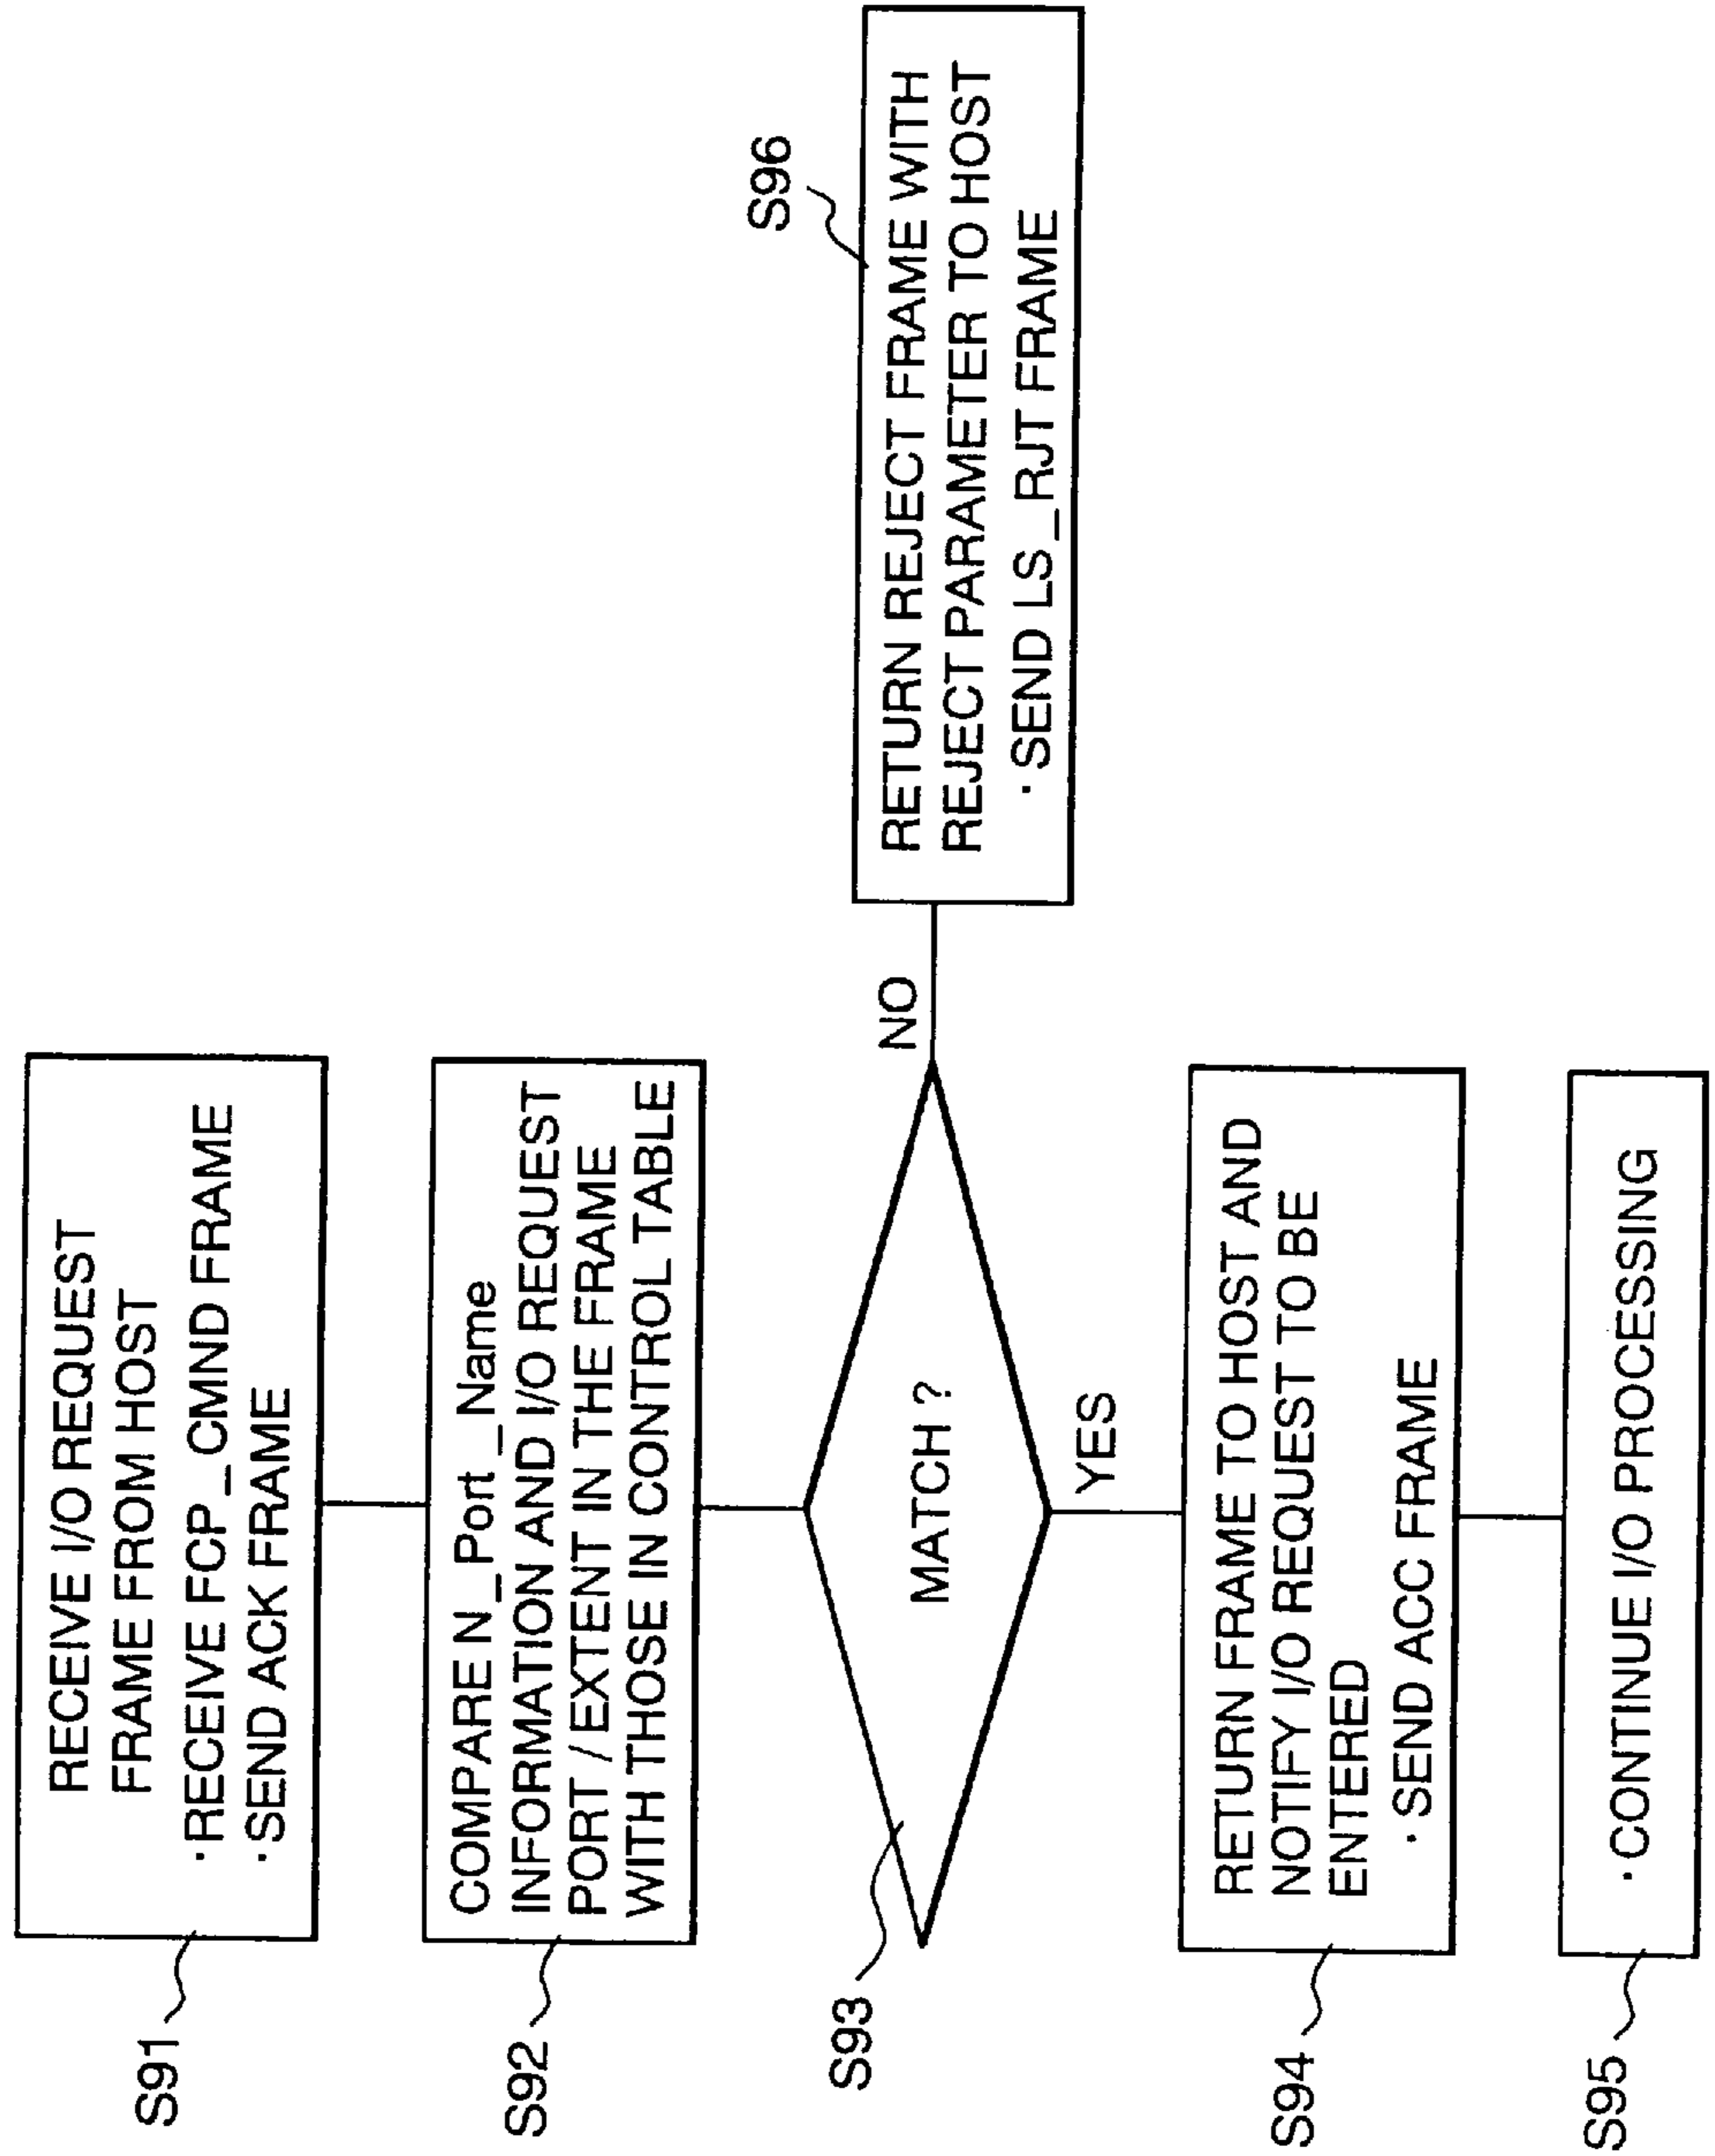 S91
RECEIVE I/O REQUEST
FRAME FROM HOST
·RECEIVE FCP_CMND FRAME
·SEND ACK FRAME
S92
COMPARE N_Port_Name
INFORMATION AND I/O REQUEST
PORT / EXTENT IN THE FRAME
WITH THOSE IN CONTROL TABLE
S93
MATCH ?
NO
YES
S96
RETURN REJECT FRAME WITH
REJECT PARAMETER TO HOST
·SEND LS_RJT FRAME
S94
RETURN FRAME TO HOST AND
NOTIFY I/O REQUEST TO BE
ENTERED
·SEND ACC FRAME
S95
·CONTINUE I/O PROCESSING